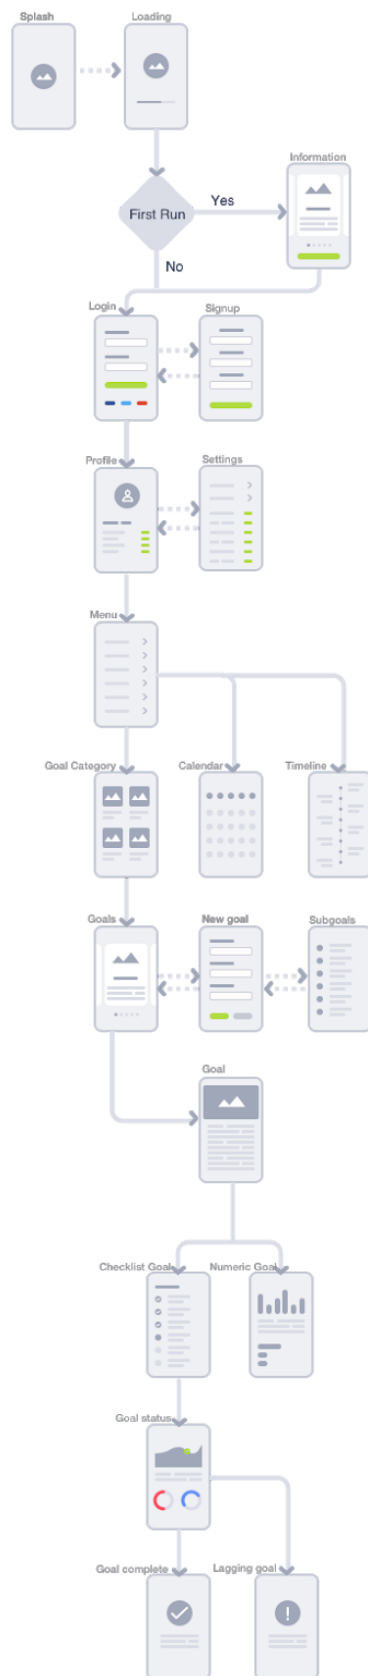 Splash
Loading
Information
First Run
Yes
No
Login
Signup
Profile
Settings
Menu
Goal Category
Calendar
Timeline
Goals
New goal
Subgoals
Goal
Checklist Goal
Numeric Goal
Goal status
Goal complete
Lagging goal